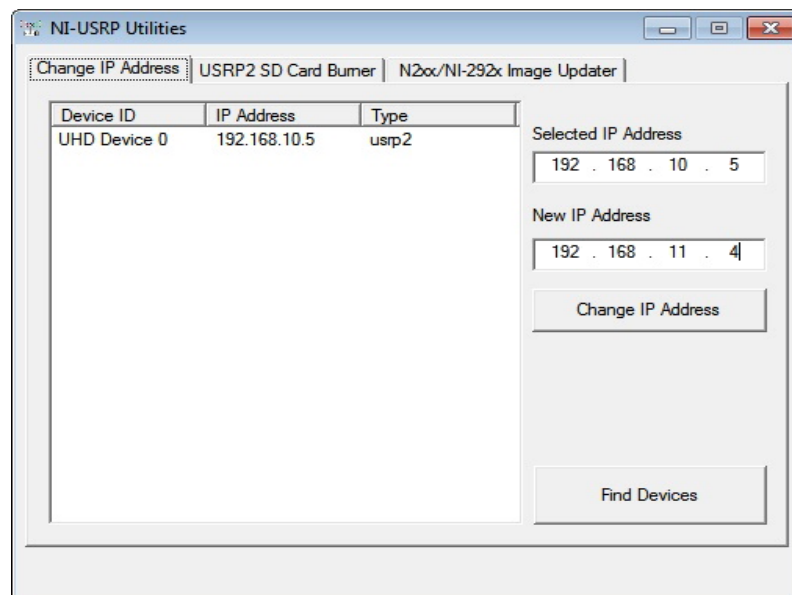 NI-USRP Utilities
Change IP Address USRP2 SD Card Burner N2xx/NI-292x Image Updater
Device ID IP Address Type
UHD Device 0 192.168.10.5 usrp2
Selected IP Address
192 . 168 . 10 . 5
New IP Address
192 . 168 . 11 . 4
Change IP Address
Find Devices